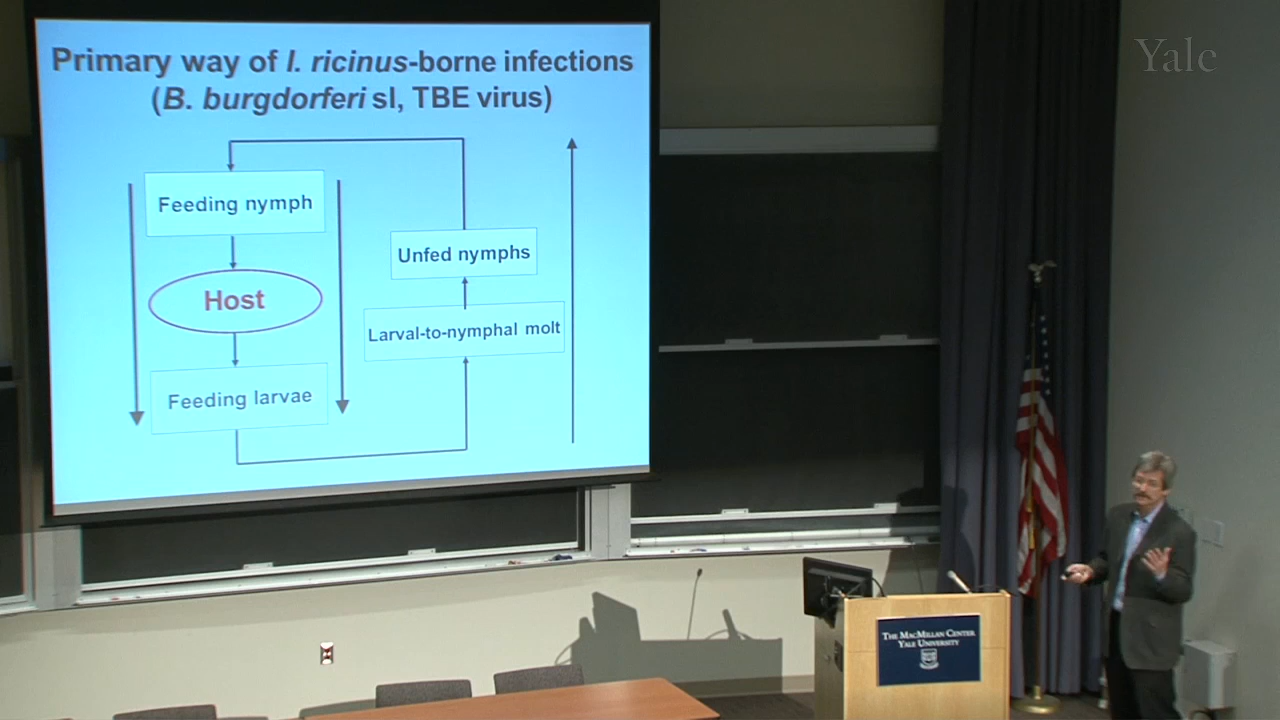 Primary way of I. ricinus-borne infections
(B. burgdorferi sl, TBE virus)
Feeding nymph
Host
Feeding larvae
Unfed nymphs
Larval-to-nymphal molt
Yale
THE MACMILLAN CENTER
YALE UNIVERSITY